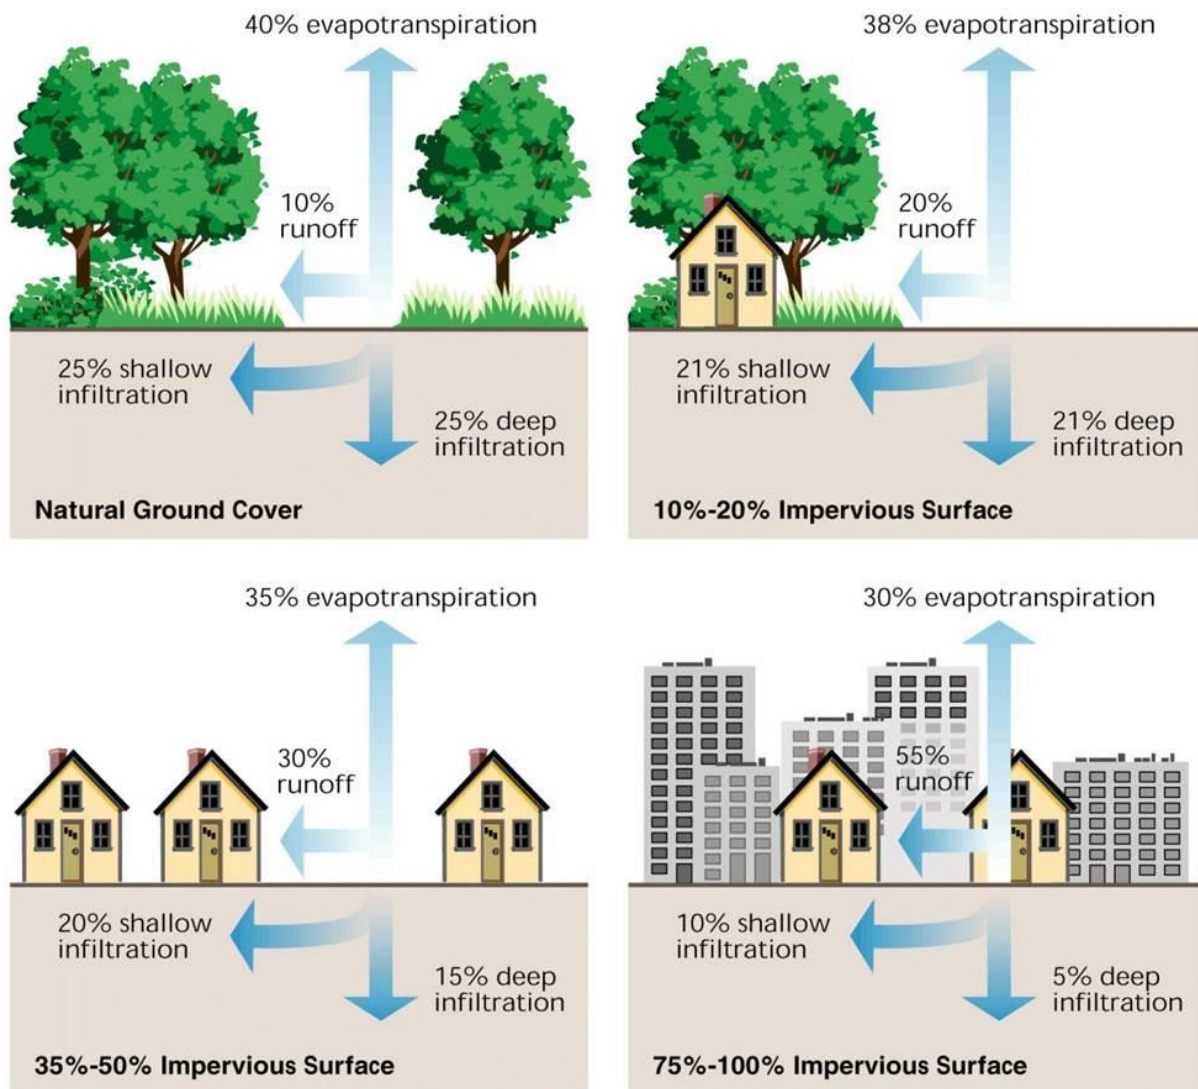 40% evapotranspiration
10%
runoff
25% shallow
infiltration
25% deep
infiltration
Natural Ground Cover
38% evapotranspiration
20%
runoff
21% shallow
infiltration
21% deep
infiltration
10%-20% Impervious Surface
35% evapotranspiration
30%
runoff
20% shallow
infiltration
15% deep
infiltration
35%-50% Impervious Surface
30% evapotranspiration
55%
runoff
10% shallow
infiltration
5% deep
infiltration
75%-100% Impervious Surface